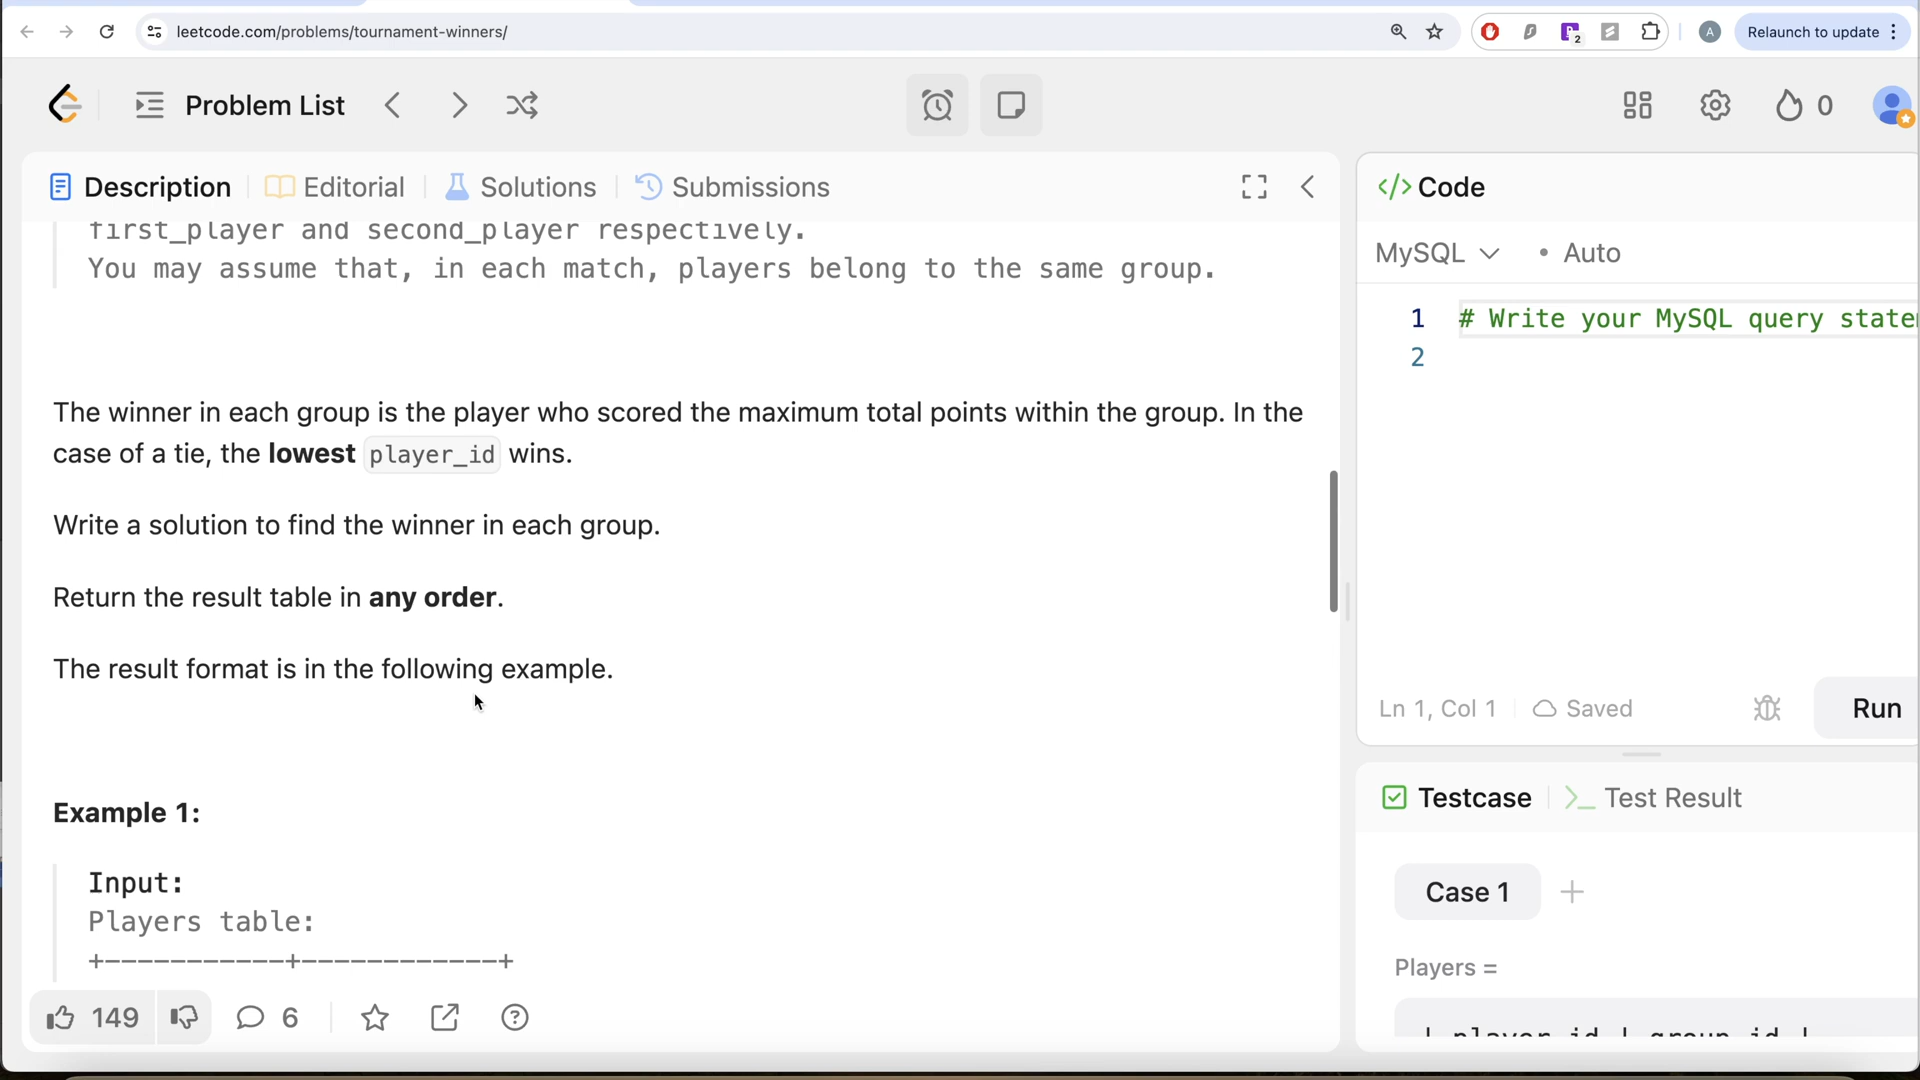 leetcode.com/problems/tournament-winners/
2
A
Relaunch to update
Problem List
0
Description
Editorial
Solutions
Submissions
first_player and second_player respectively.
You may assume that, in each match, players belong to the same group.
The winner in each group is the player who scored the maximum total points within the group. In the
case of a tie, the lowest player_id wins.
Write a solution to find the winner in each group.
Return the result table in any order.
The result format is in the following example.
Example 1:
Input:
Players table:
+-----------+------------+
149
6
</> Code
MySQL
• Auto
1 # Write your MySQL query state
2
Ln 1, Col 1
Saved
Run
Testcase
Test Result
Case 1
Players =
| player_id | group_id |